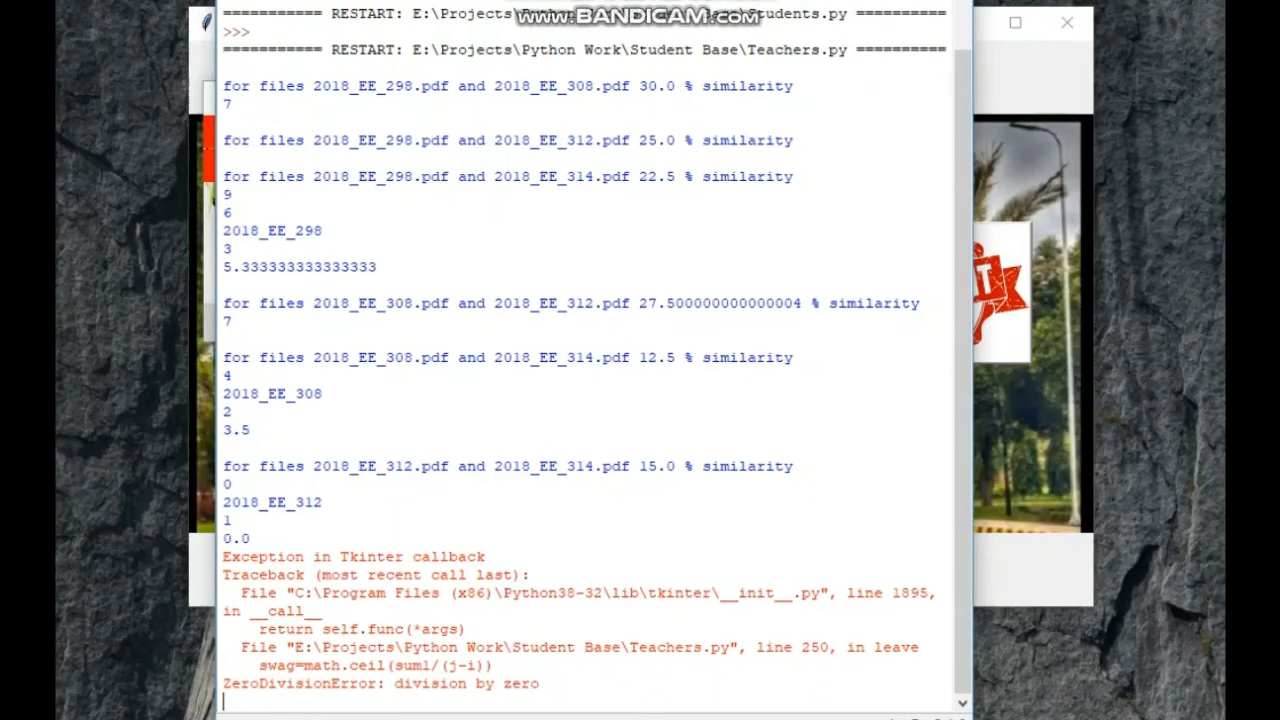 =========== RESTART: E:\Projects\Python Work\Student Base\Students.py ==========
www.BANDICAM.com
>>>
=========== RESTART: E:\Projects\Python Work\Student Base\Teachers.py ==========
for files 2018_EE_298.pdf and 2018_EE_308.pdf 30.0 % similarity
7
for files 2018_EE_298.pdf and 2018_EE_312.pdf 25.0 % similarity
for files 2018_EE_298.pdf and 2018_EE_314.pdf 22.5 % similarity
9
6
2018_EE_298
3
5.333333333333333
for files 2018_EE_308.pdf and 2018_EE_312.pdf 27.500000000000004 % similarity
7
for files 2018_EE_308.pdf and 2018_EE_314.pdf 12.5 % similarity
4
2018_EE_308
2
3.5
for files 2018_EE_312.pdf and 2018_EE_314.pdf 15.0 % similarity
0
2018_EE_312
1
0.0
Exception in Tkinter callback
Traceback (most recent call last):
File "C:\Program Files (x86)\Python38-32\lib\tkinter\__init__.py", line 1895,
in __call__
return self.func(*args)
File "E:\Projects\Python Work\Student Base\Teachers.py", line 250, in leave
swag=math.ceil(sum1/(j-i))
ZeroDivisionError: division by zero